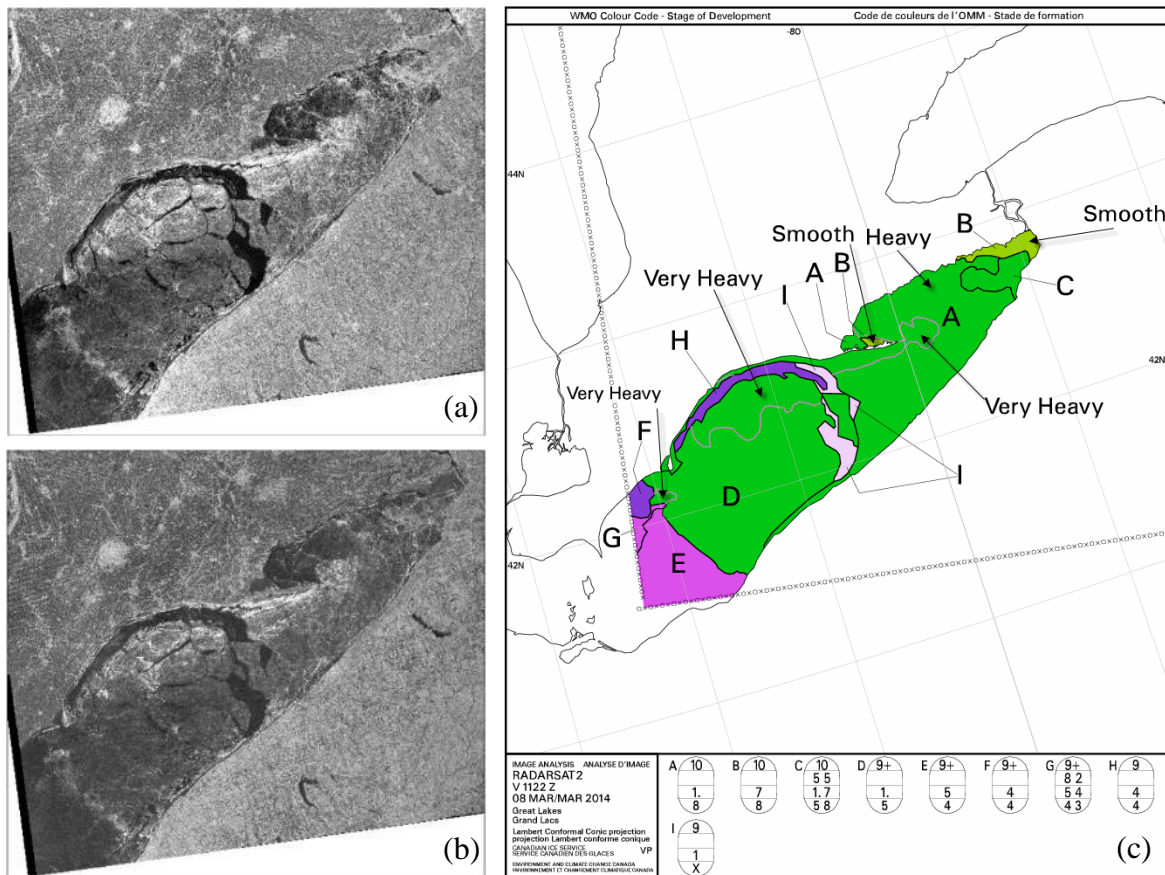 (a)
(b)
WMO Colour Code - Stage of Development
Code de couleurs de l'OMM - Stade de formation
-80
44N
B
Smooth
Smooth
Heavy
B
A
Very Heavy
I
C
A
H
42N
Very Heavy
Very Heavy
F
I
D
G
E
42N
IMAGE ANALYSIS ANALYSE D'IMAGE
RADARSAT2
V 1122 Z
08 MAR/MAR 2014
Great Lakes
Grand Lacs
Lambert Conformal Conic projection
projection Lambert conforme conique
CANADIAN ICE SERVICE
SERVICE CANADIEN DES GLACES VP
ENVIRONMENT AND CLIMATE CHANGE CANADA
ENVIRONNEMENT ET CHANGEMENT CLIMATIQUE CANADA
A 10
1.
8
B 10
7
8
C 10
5 5
1.7
5 8
D 9+
1.
5
E 9+
5
4
F 9+
4
4
G 9+
8 2
5 4
4 3
H 9
4
4
I 9
1
X
(c)